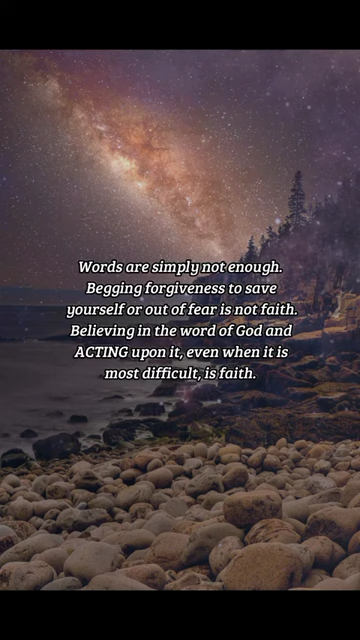 Words are simply not enough.
Begging forgiveness to save
yourself or out of fear is not faith.
Believing in the word of God and
ACTING upon it, even when it is
most difficult, is faith.